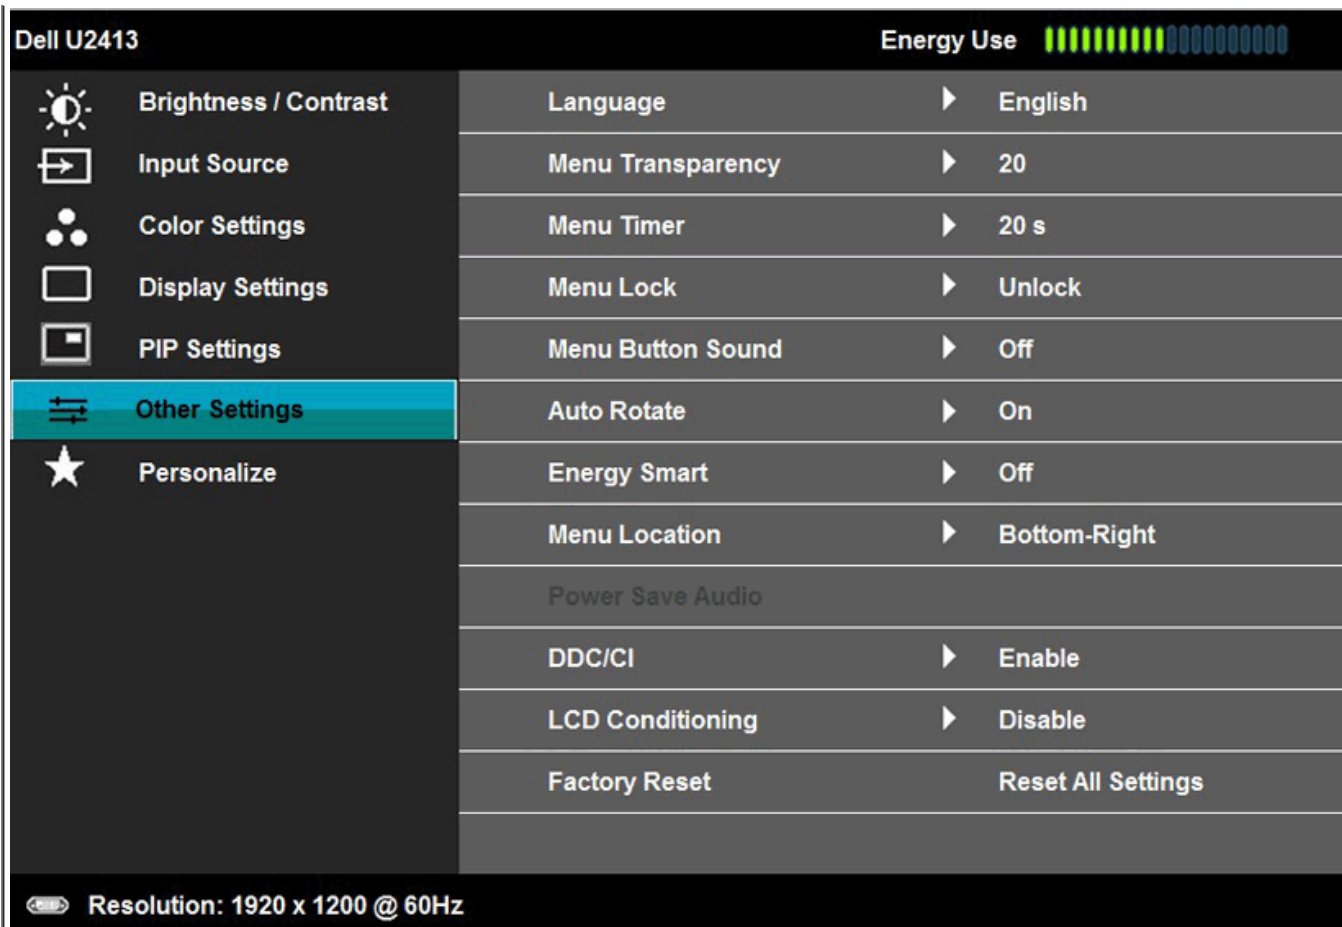 Dell U2413 Energy Use
Brightness / Contrast
Input Source
Color Settings
Display Settings
PIP Settings
Other Settings
Personalize
Language English
Menu Transparency 20
Menu Timer 20 s
Menu Lock Unlock
Menu Button Sound Off
Auto Rotate On
Energy Smart Off
Menu Location Bottom-Right
Power Save Audio
DDC/CI Enable
LCD Conditioning Disable
Factory Reset Reset All Settings
Resolution: 1920 x 1200 @ 60Hz